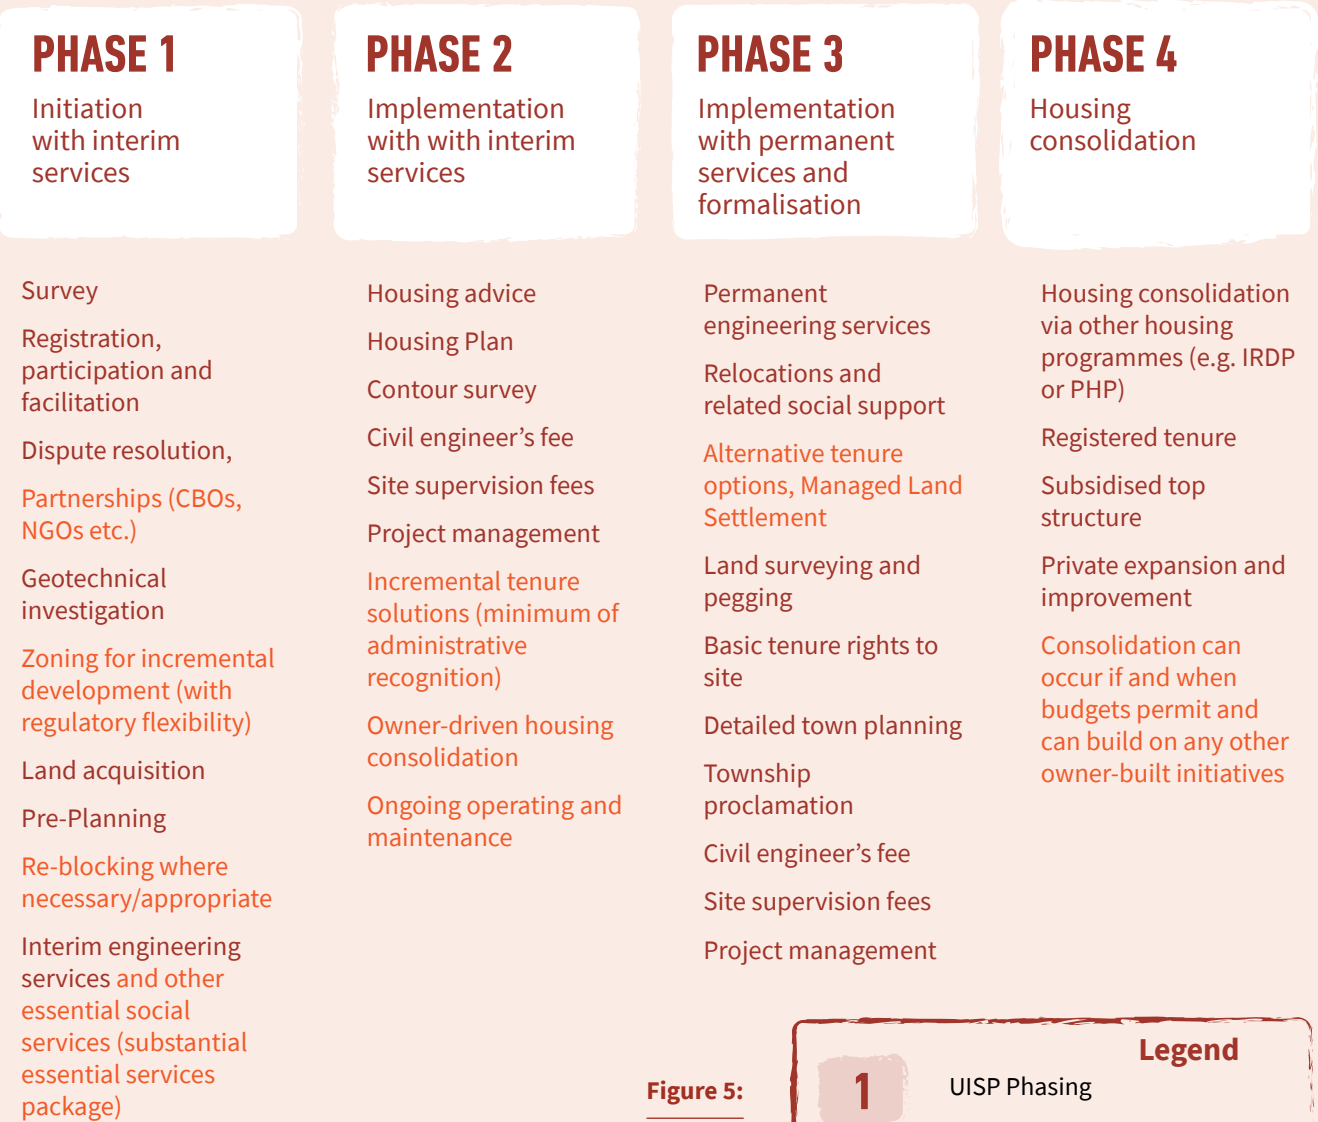 PHASE 1
Initiation
with interim
services
PHASE 2
Implementation
with with interim
services
PHASE 3
Implementation
with permanent
services and
formalisation
PHASE 4
Housing
consolidation
Survey
Registration,
participation and
facilitation
Dispute resolution,
Partnerships (CBOs,
NGOs etc.)
Geotechnical
investigation
Zoning for incremental
development (with
regulatory flexibility)
Land acquisition
Pre-Planning
Re-blocking where
necessary/appropriate
Interim engineering
services and other
essential social
services (substantial
essential services
package)
Housing advice
Housing Plan
Contour survey
Civil engineer’s fee
Site supervision fees
Project management
Incremental tenure
solutions (minimum of
administrative
recognition)
Owner-driven housing
consolidation
Ongoing operating and
maintenance
Permanent
engineering services
Relocations and
related social support
Alternative tenure
options, Managed Land
Settlement
Land surveying and
pegging
Basic tenure rights to
site
Detailed town planning
Township
proclamation
Civil engineer’s fee
Site supervision fees
Project management
Housing consolidation
via other housing
programmes (e.g. IRDP
or PHP)
Registered tenure
Subsidised top
structure
Private expansion and
improvement
Consolidation can
occur if and when
budgets permit and
can build on any other
owner-built initiatives
Figure 5:
Legend
1 UISP Phasing